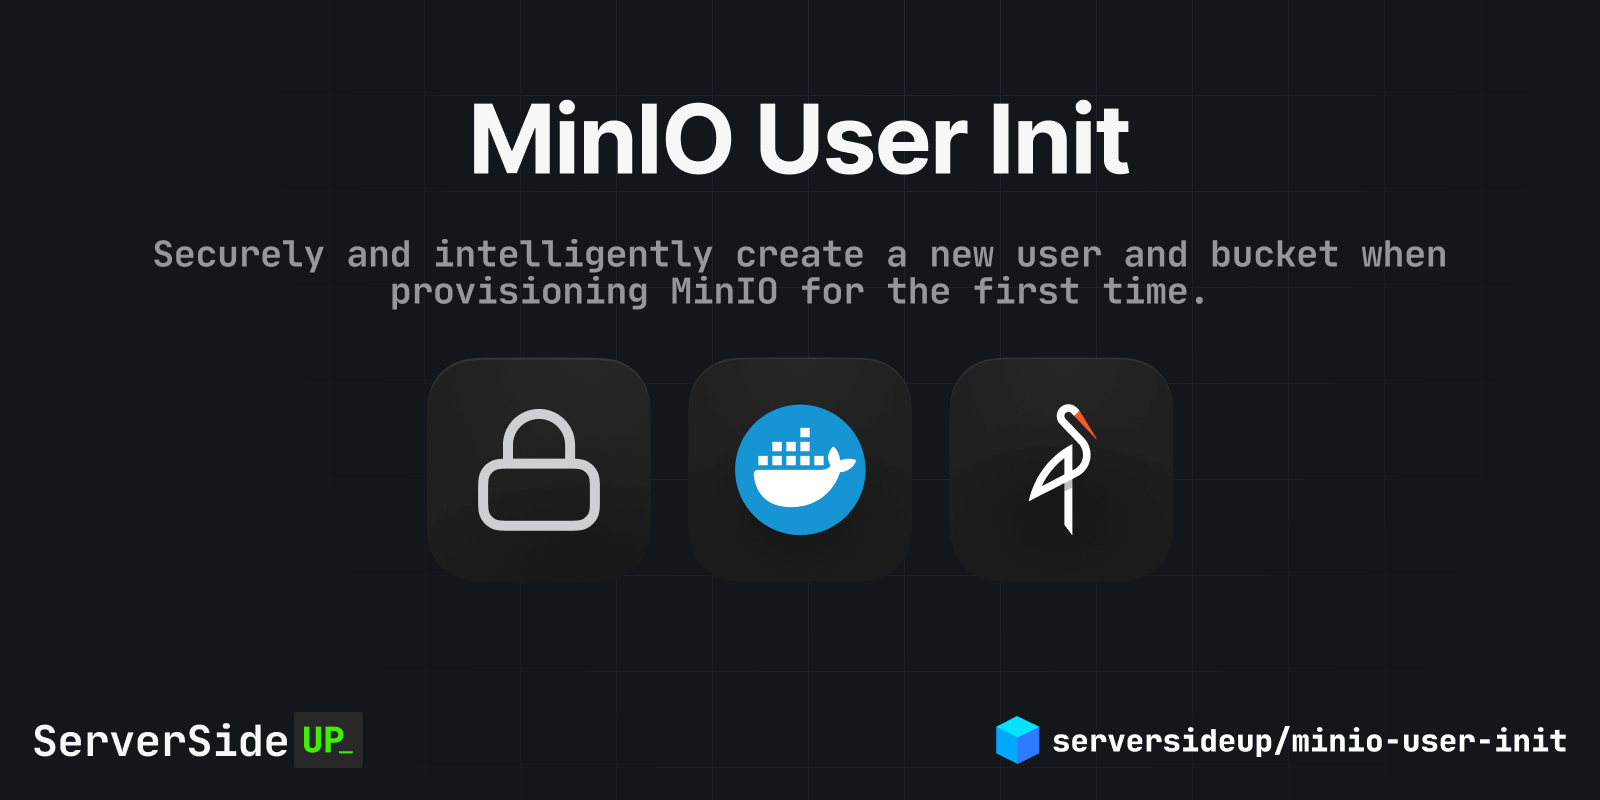 MinIO User Init
Securely and intelligently create a new user and bucket when
provisioning MinIO for the first time.
ServerSide UP_
serversideup/minio-user-init